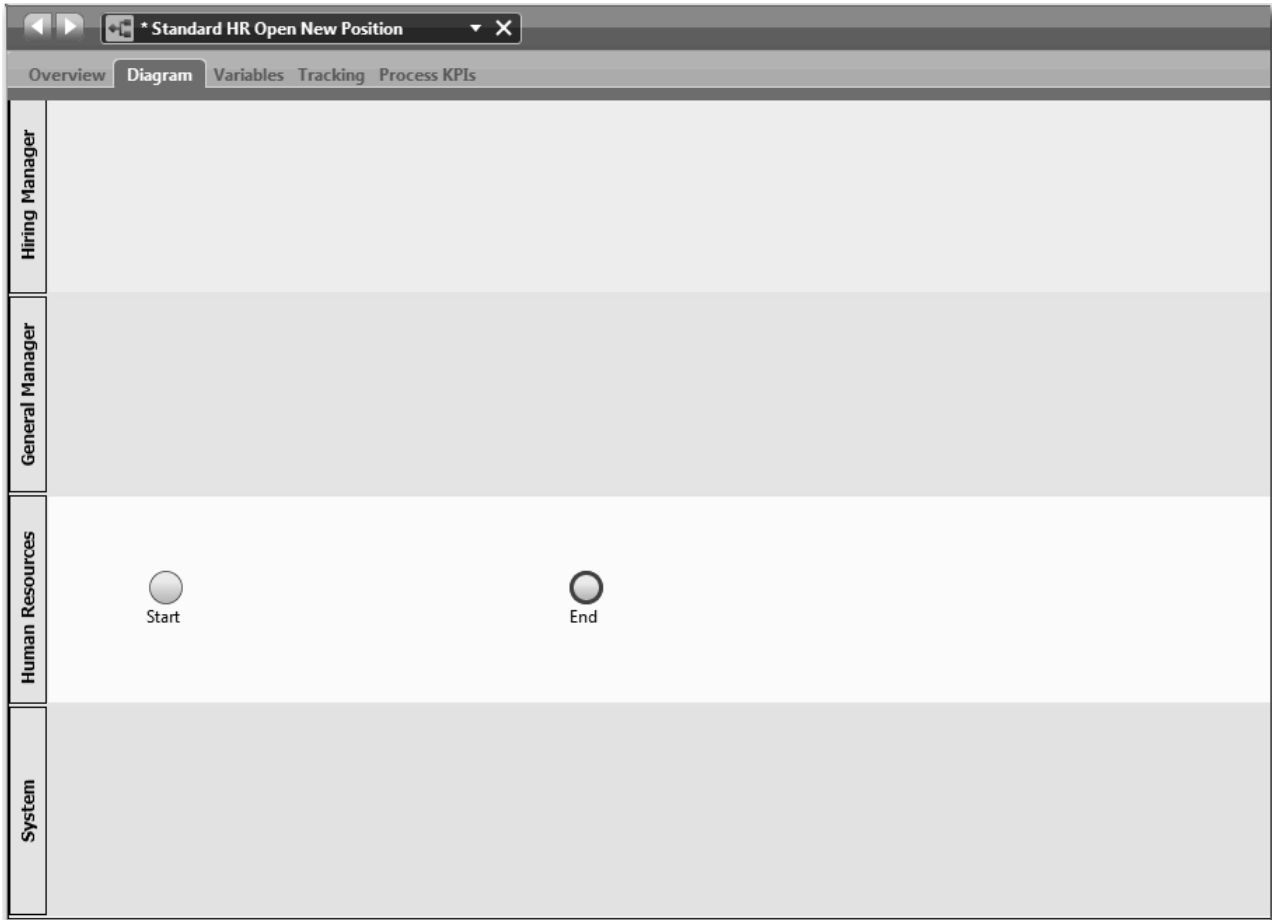 * Standard HR Open New Position
Overview Diagram Variables Tracking Process KPIs
Hiring Manager
General Manager
Human Resources
Start End
System